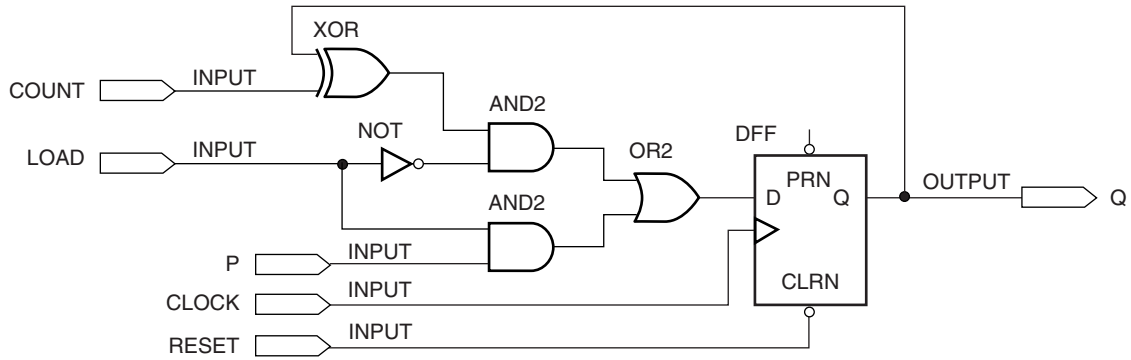 XOR
COUNT INPUT
AND2
NOT
DFF
LOAD INPUT
OR2
PRN
D Q OUTPUT Q
AND2
P INPUT
CLOCK INPUT
CLRN
RESET INPUT